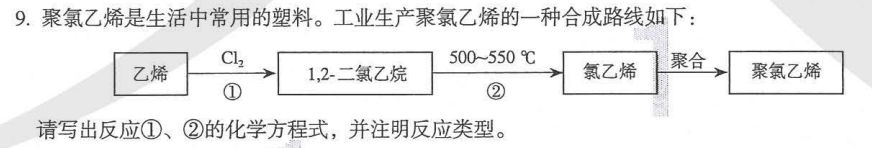 9. 聚氯乙烯是生活中常用的塑料。工业生产聚氯乙烯的一种合成路线如下：
乙烯 Cl₂ ① 1,2-二氯乙烷 500~550 ℃ ② 氯乙烯 聚合 聚氯乙烯
请写出反应①、②的化学方程式，并注明反应类型。